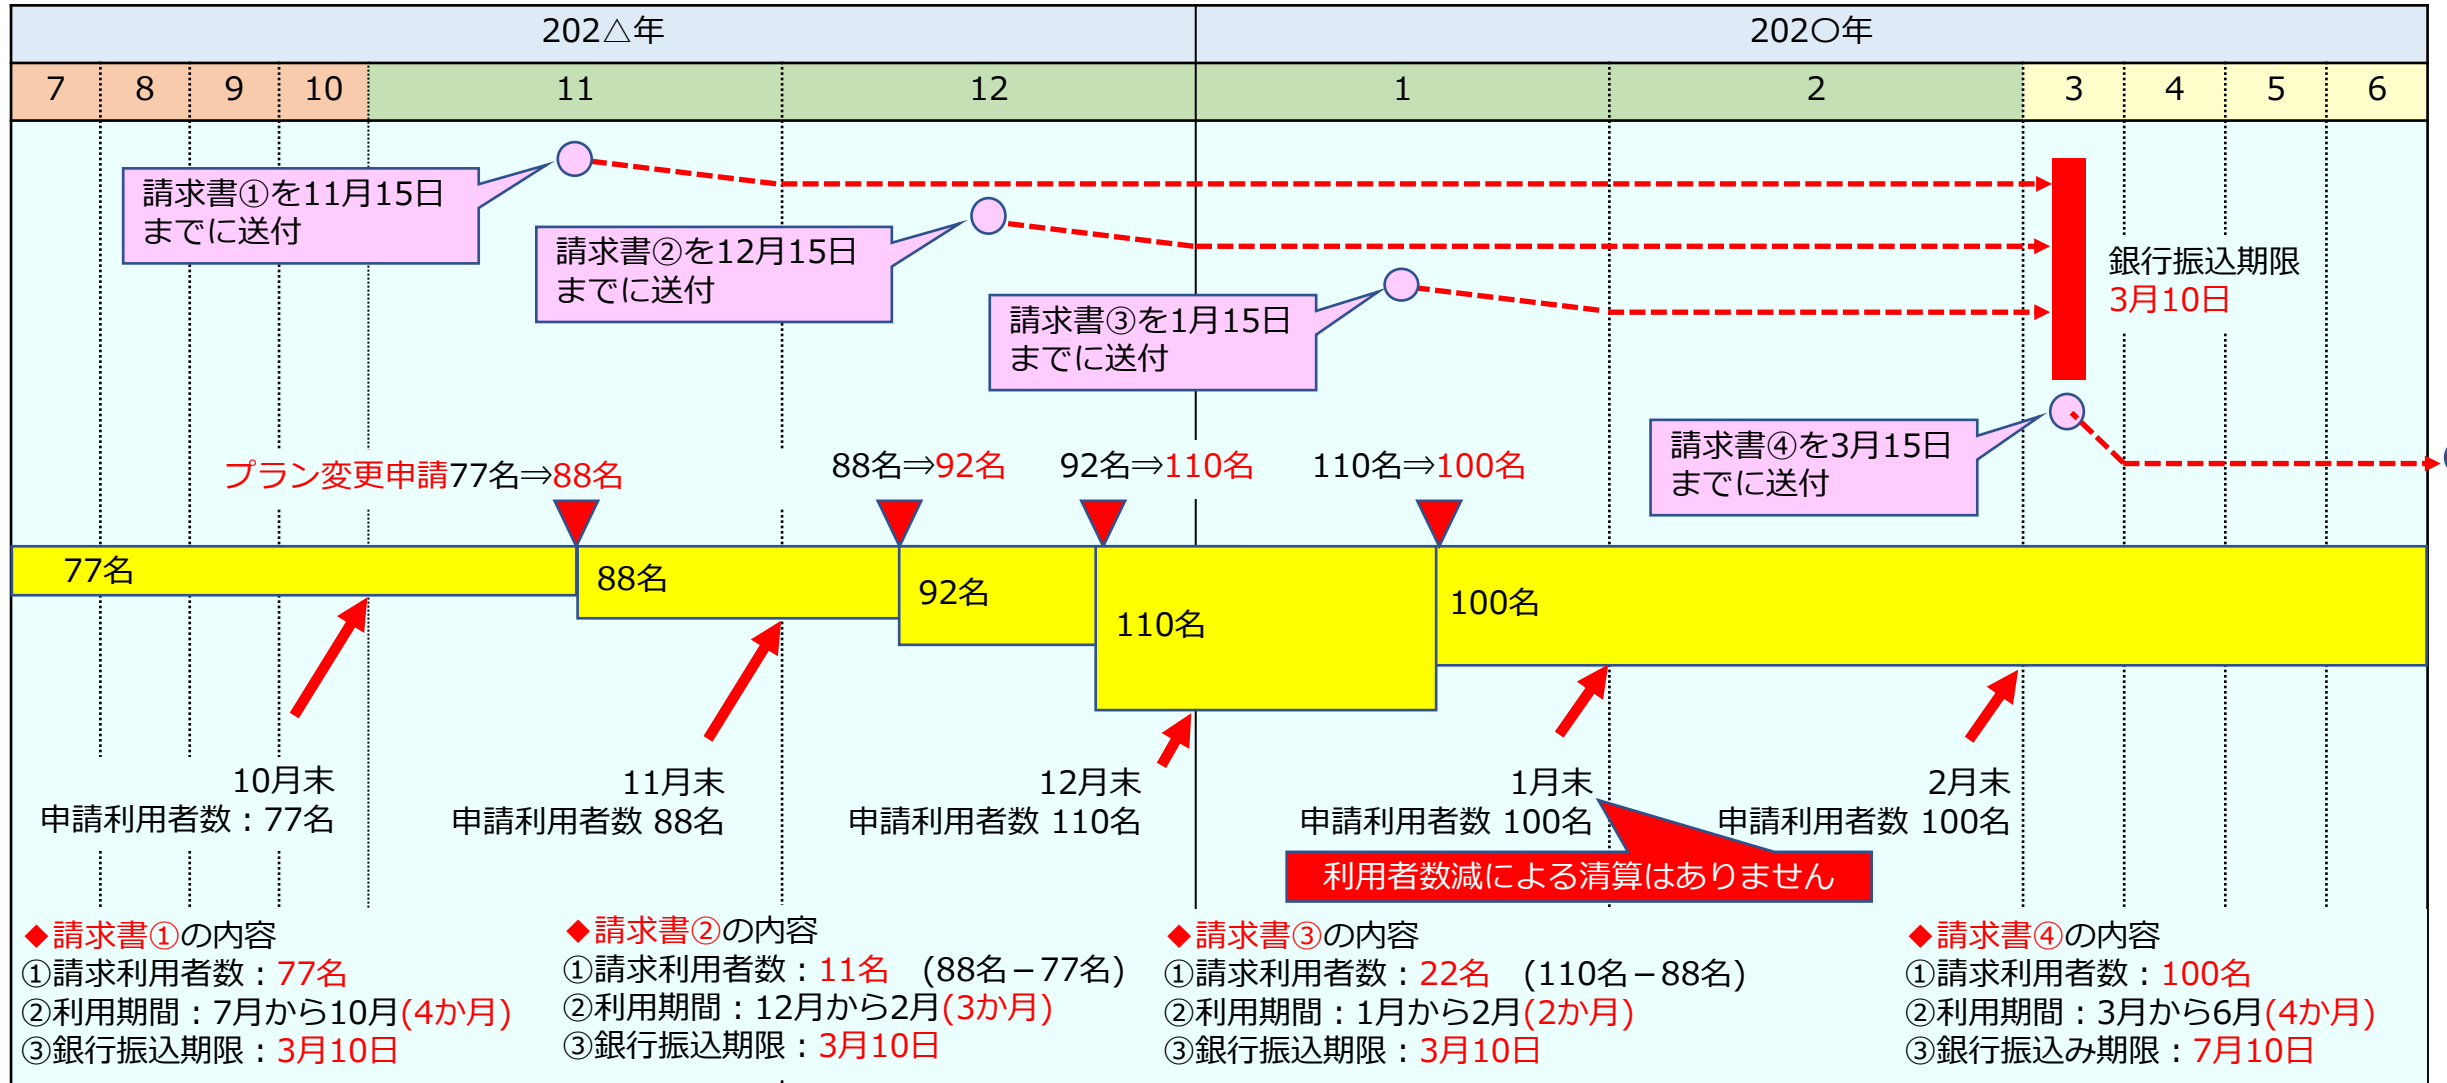 202△年
202〇年
7
8
9
10
11
12
1
2
3
4
5
6
請求書①を11月15日
までに送付
請求書②を12月15日
までに送付
請求書③を1月15日
までに送付
銀行振込期限
3月10日
請求書④を3月15日
までに送付
プラン変更申請77名⇒88名
88名⇒92名
92名⇒110名
110名⇒100名
77名
88名
92名
110名
100名
10月末
申請利用者数：77名
11月末
申請利用者数 88名
12月末
申請利用者数 110名
1月末
申請利用者数 100名
2月末
申請利用者数 100名
利用者数減による清算はありません
◆請求書①の内容
①請求利用者数：77名
②利用期間：7月から10月(4か月)
③銀行振込期限：3月10日
◆請求書②の内容
①請求利用者数：11名　(88名－77名)
②利用期間：12月から2月(3か月)
③銀行振込期限：3月10日
◆請求書③の内容
①請求利用者数：22名　(110名－88名)
②利用期間：1月から2月(2か月)
③銀行振込期限：3月10日
◆請求書④の内容
①請求利用者数：100名
②利用期間：3月から6月(4か月)
③銀行振込み期限：7月10日